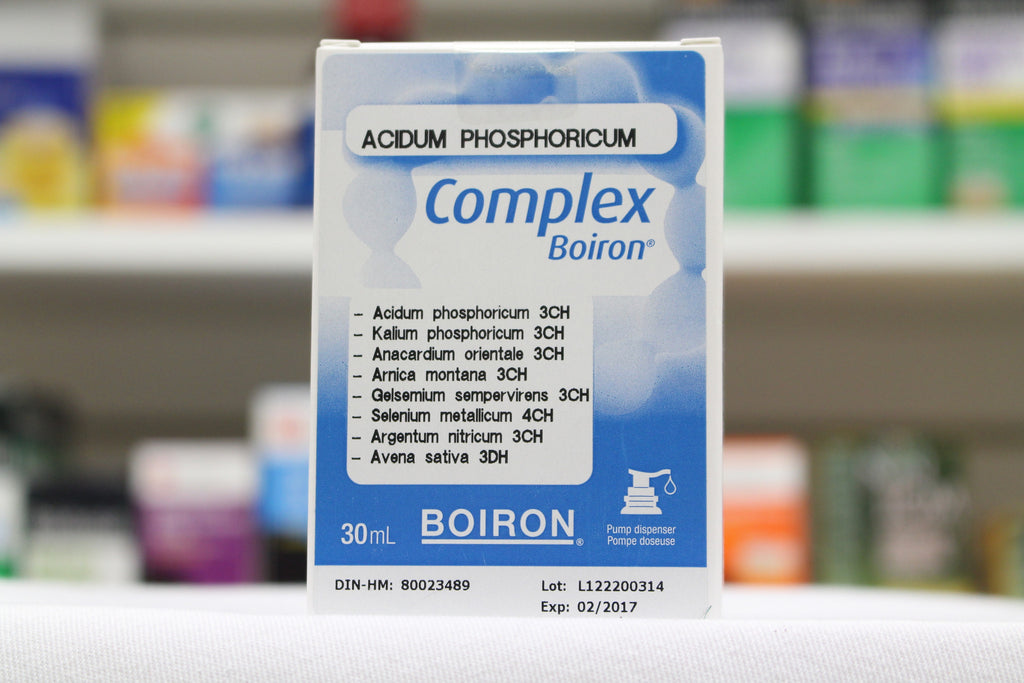 ACIDUM PHOSPHORICUM
Complex
Boiron®
– Acidum phosphoricum 3CH
– Kalium phosphoricum 3CH
– Anacardium orientale 3CH
– Arnica montana 3CH
– Gelsemium sempervirens 3CH
– Selenium metallicum 4CH
– Argentum nitricum 3CH
– Avena sativa 3DH
30mL
BOIRON®
Pump dispenser
Pompe doseuse
DIN-HM: 80023489
Lot: L122200314
Exp: 02/2017